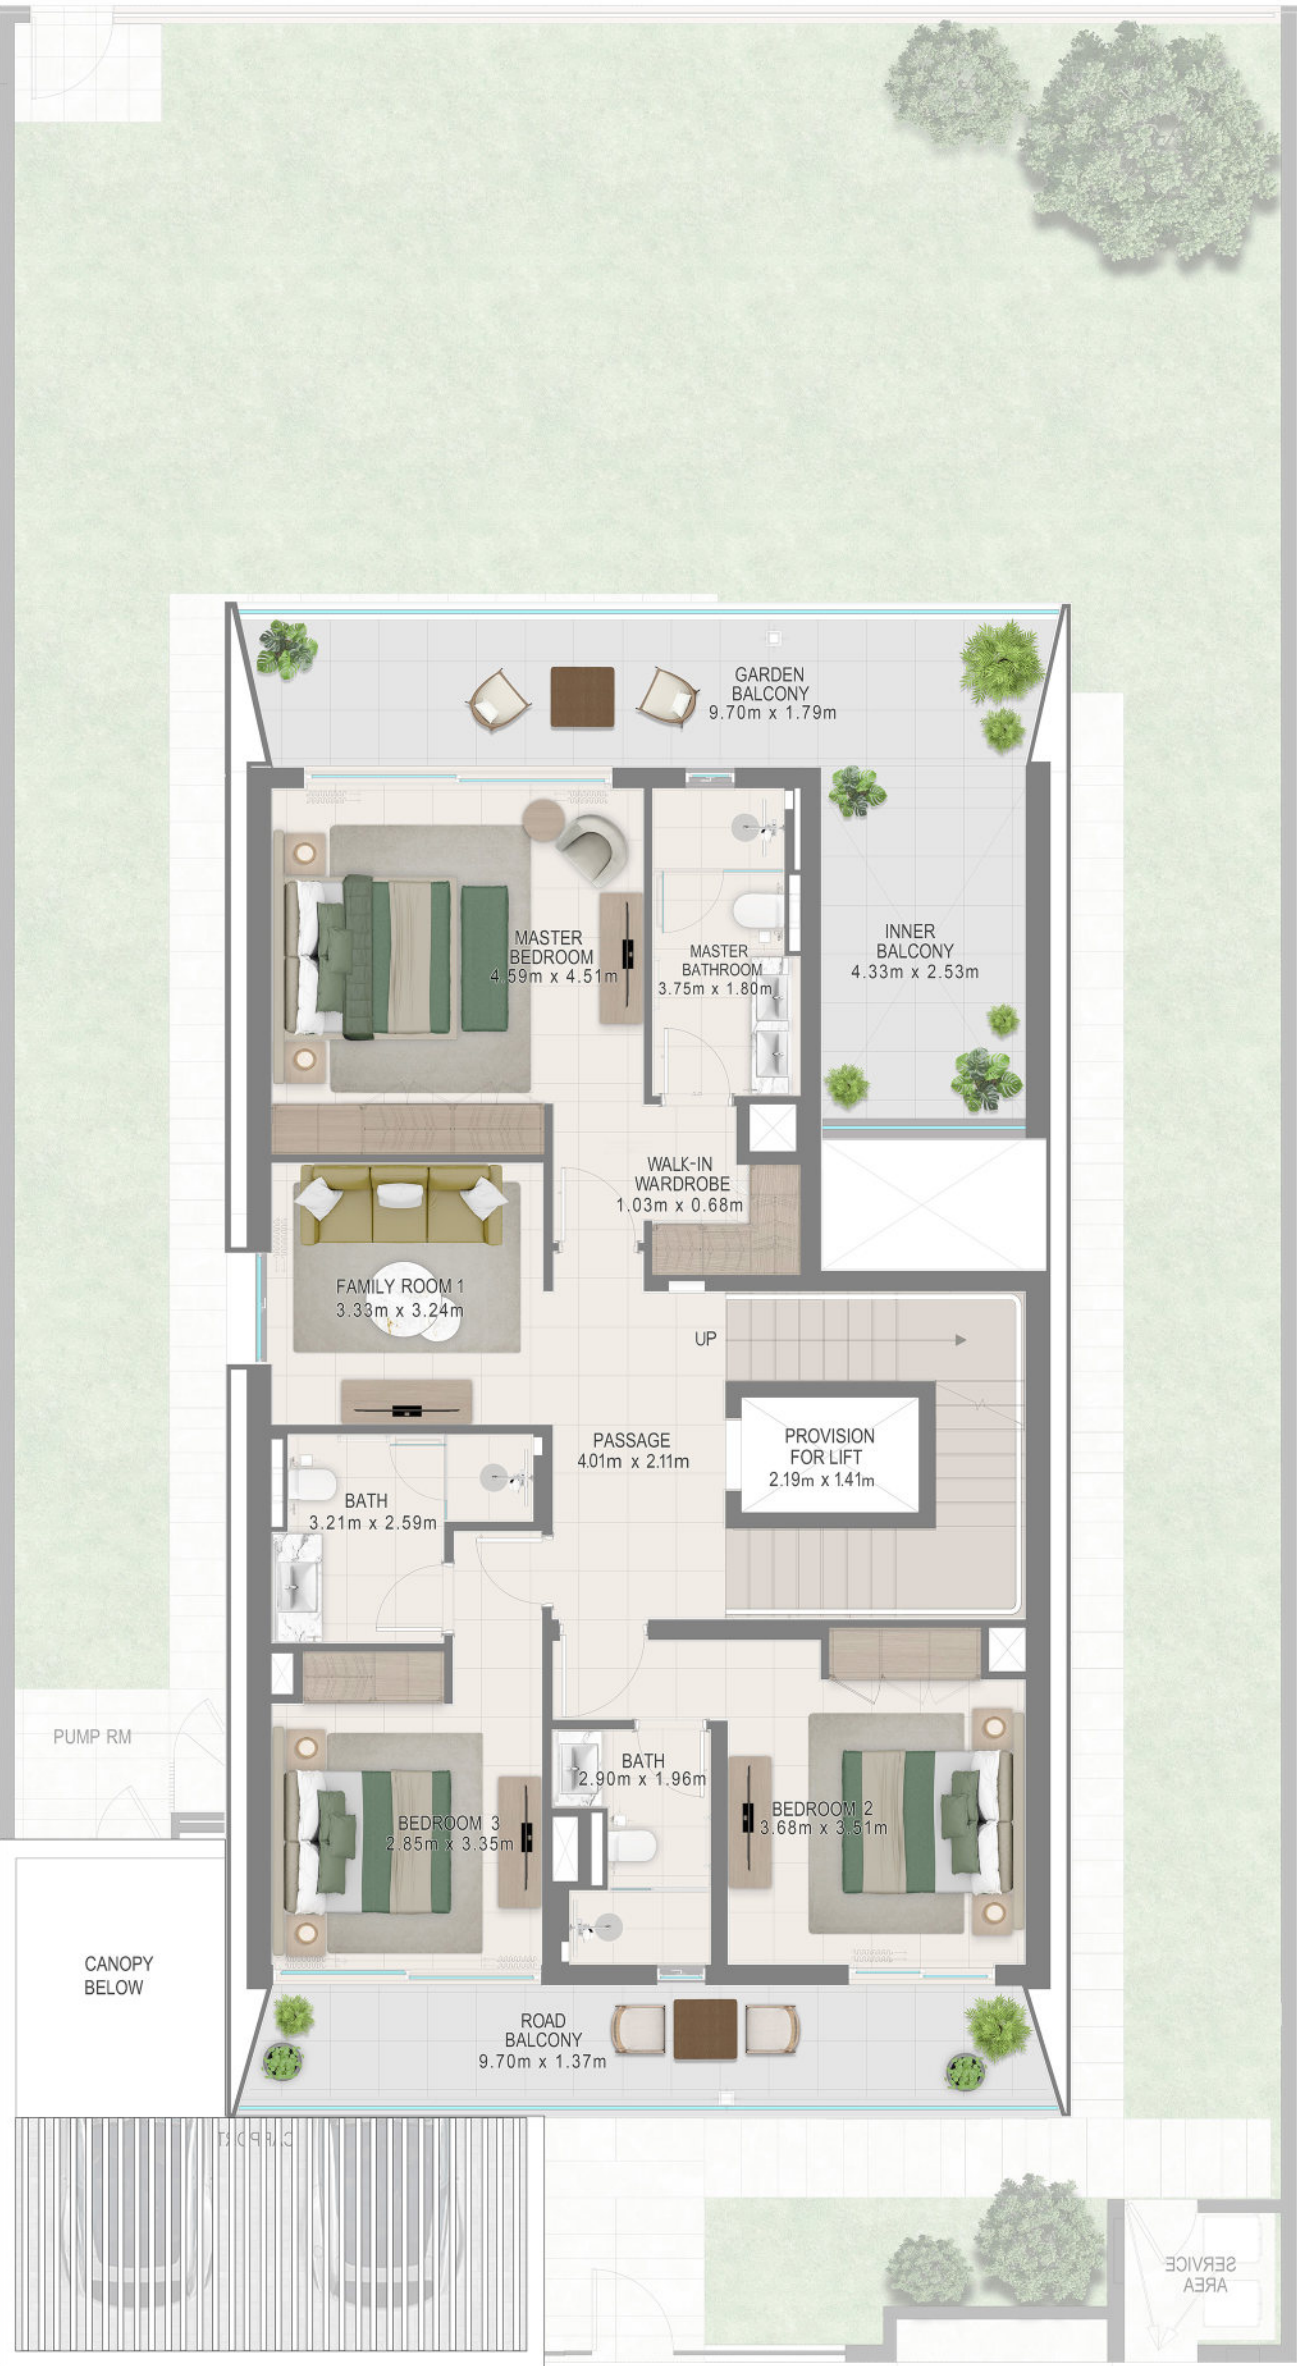 GARDEN
BALCONY
9.70m x 1.79m
MASTER
BEDROOM
4.59m x 4.51m
MASTER
BATHROOM
3.75m x 1.80m
INNER
BALCONY
4.33m x 2.53m
WALK-IN
WARDROBE
1.03m x 0.68m
FAMILY ROOM 1
3.33m x 3.24m
UP
PASSAGE
4.01m x 2.11m
PROVISION
FOR LIFT
2.19m x 1.41m
BATH
3.21m x 2.59m
PUMP RM
BATH
2.90m x 1.96m
BEDROOM 3
2.85m x 3.35m
BEDROOM 2
3.68m x 3.51m
CANOPY
BELOW
ROAD
BALCONY
9.70m x 1.37m
CARPORT
SERVICE
AREA